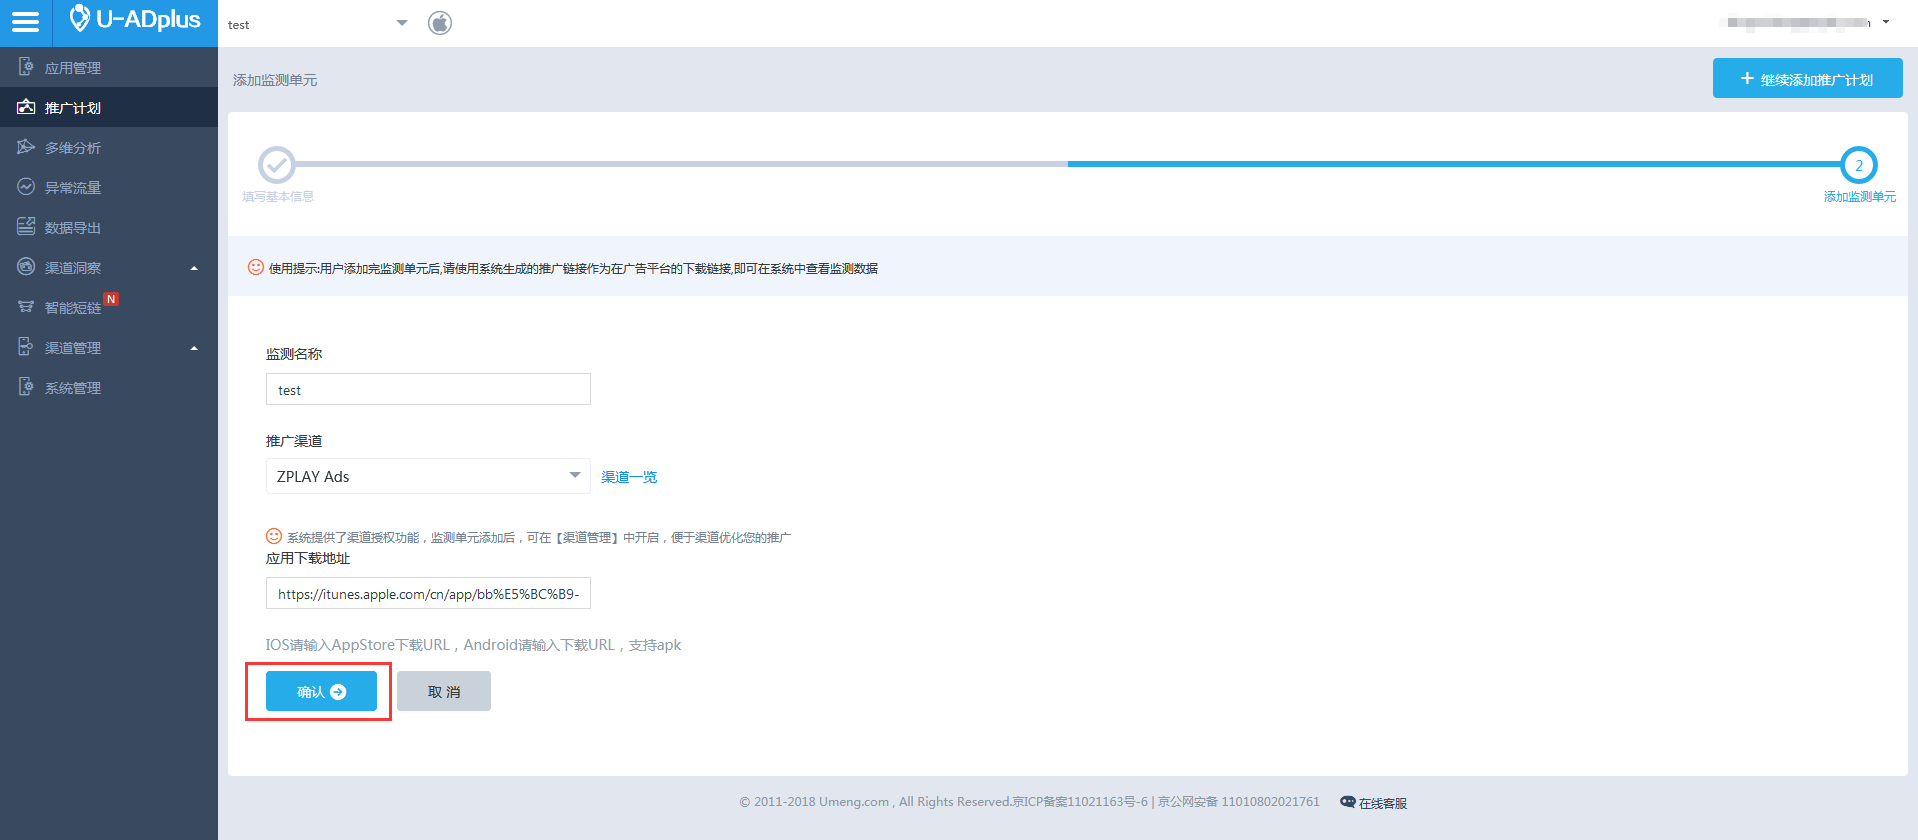 U-ADplus
test
应用管理
推广计划
多维分析
异常流量
数据导出
渠道洞察
智能短链 N
渠道管理
系统管理
添加监测单元
+ 继续添加推广计划
2
填写基本信息
添加监测单元
使用提示:用户添加完监测单元后,请使用系统生成的推广链接作为在广告平台的下载链接,即可在系统中查看监测数据
监测名称
test
推广渠道
ZPLAY Ads
渠道一览
系统提供了渠道授权功能，监测单元添加后，可在【渠道管理】中开启，便于渠道优化您的推广
应用下载地址
https://itunes.apple.com/cn/app/bb%E5%BC%B9-
IOS请输入AppStore下载URL，Android请输入下载URL，支持apk
确认
取 消
© 2011-2018 Umeng.com , All Rights Reserved.京ICP备案11021163号-6 | 京公网安备 11010802021761
在线客服